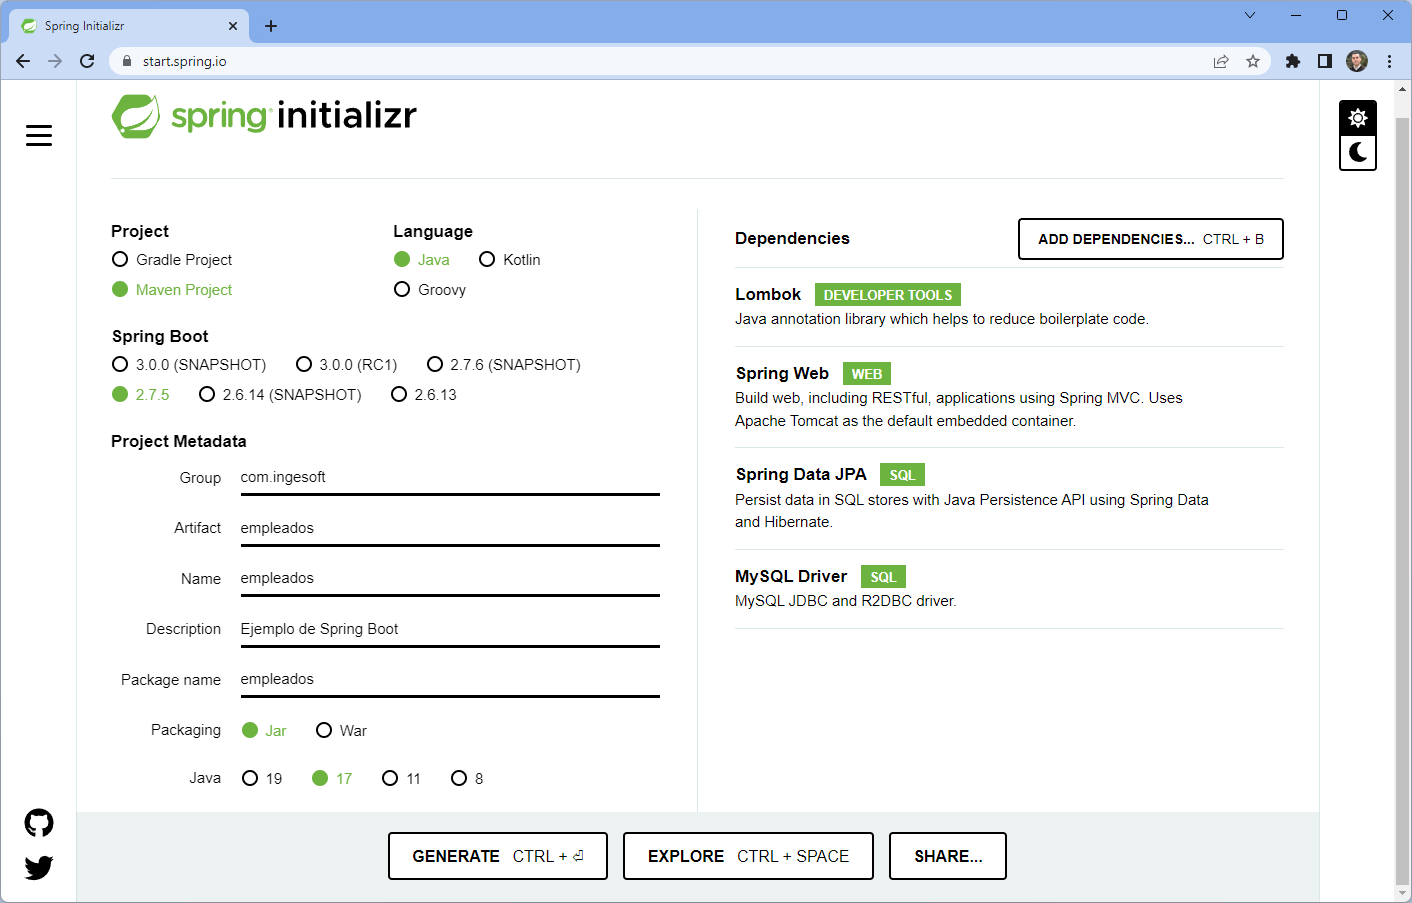 Spring Initializr
start.spring.io
spring initializr
Project
Gradle Project
Maven Project
Language
Java Kotlin
Groovy
Spring Boot
3.0.0 (SNAPSHOT) 3.0.0 (RC1) 2.7.6 (SNAPSHOT)
2.7.5 2.6.14 (SNAPSHOT) 2.6.13
Project Metadata
Group com.ingesoft
Artifact empleados
Name empleados
Description Ejemplo de Spring Boot
Package name empleados
Packaging Jar War
Java 19 17 11 8
Dependencies ADD DEPENDENCIES... CTRL + B
Lombok DEVELOPER TOOLS
Java annotation library which helps to reduce boilerplate code.
Spring Web WEB
Build web, including RESTful, applications using Spring MVC. Uses
Apache Tomcat as the default embedded container.
Spring Data JPA SQL
Persist data in SQL stores with Java Persistence API using Spring Data
and Hibernate.
MySQL Driver SQL
MySQL JDBC and R2DBC driver.
GENERATE CTRL + ⏎ EXPLORE CTRL + SPACE SHARE...